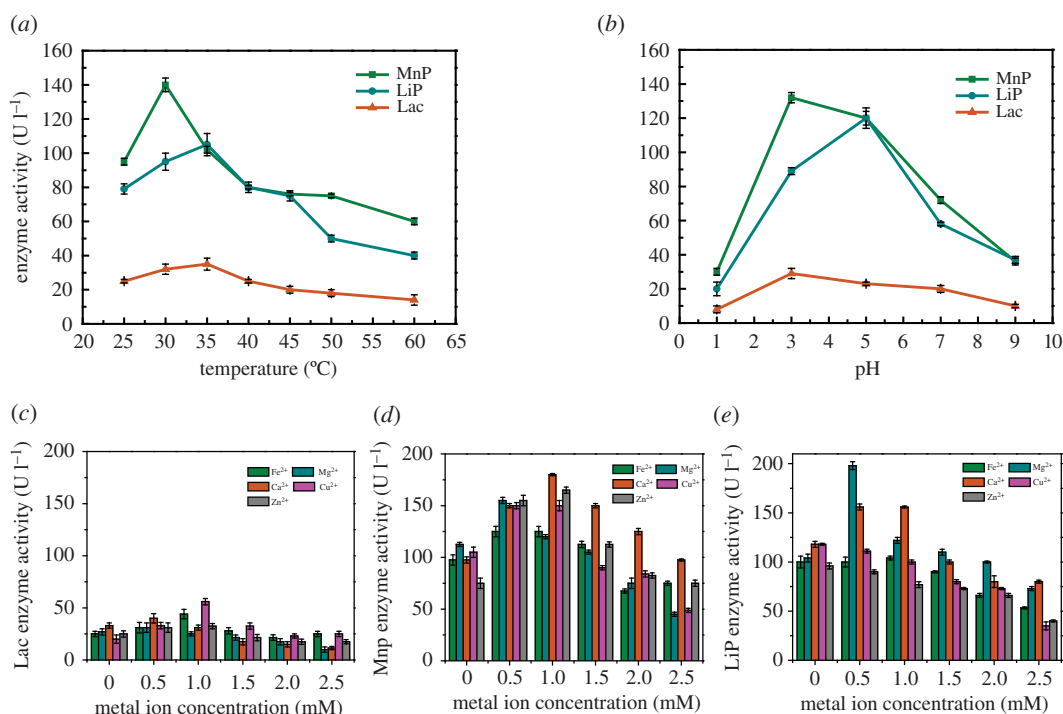 (a)
160
140
120
100
80
60
40
20
0
enzyme activity (U l⁻¹)
MnP
LiP
Lac
20 25 30 35 40 45 50 55 60 65
temperature (ºC)
(b)
160
140
120
100
80
60
40
20
0
MnP
LiP
Lac
0 1 2 3 4 5 6 7 8 9 10
pH
(c)
200
150
100
50
0
Lac enzyme activity (U l⁻¹)
Fe²⁺ Mg²⁺
Ca²⁺ Cu²⁺
Zn²⁺
0 0.5 1.0 1.5 2.0 2.5
metal ion concentration (mM)
(d)
200
150
100
50
0
Mnp enzyme activity (U l⁻¹)
Fe²⁺ Mg²⁺
Ca²⁺ Cu²⁺
Zn²⁺
0 0.5 1.0 1.5 2.0 2.5
metal ion concentration (mM)
(e)
200
150
100
50
0
LiP enzyme activity (U l⁻¹)
Fe²⁺ Mg²⁺
Ca²⁺ Cu²⁺
Zn²⁺
0 0.5 1.0 1.5 2.0 2.5
metal ion concentration (mM)